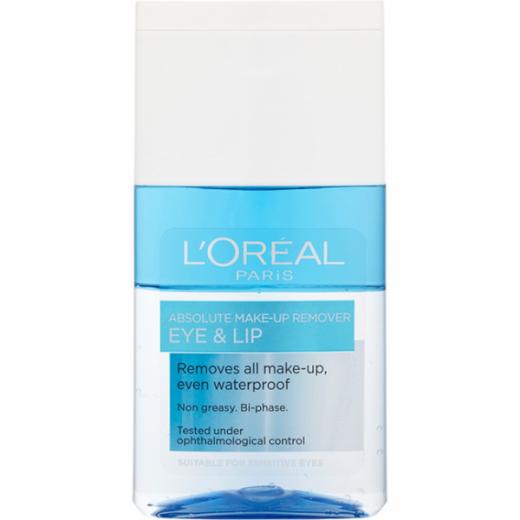 L'ORÉAL
PARIS
ABSOLUTE MAKE-UP REMOVER
EYE & LIP
Removes all make-up,
even waterproof
Non greasy. Bi-phase.
Tested under
ophthalmological control
SUITABLE FOR SENSITIVE EYES